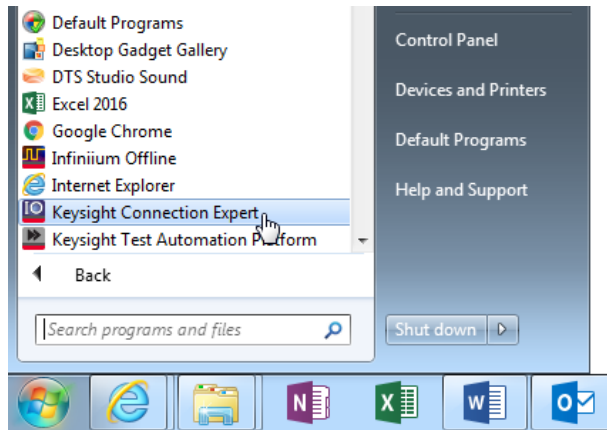 Default Programs
Desktop Gadget Gallery
DTS Studio Sound
Excel 2016
Google Chrome
Infiniium Offline
Internet Explorer
Keysight Connection Expert
Keysight Test Automation Platform
Back
Search programs and files
Control Panel
Devices and Printers
Default Programs
Help and Support
Shut down